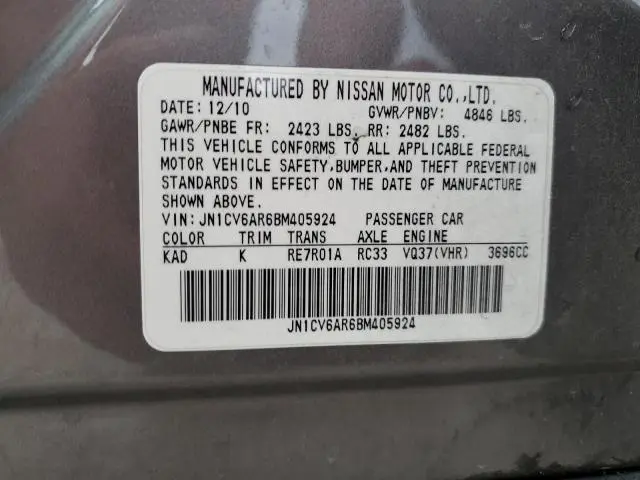 MANUFACTURED BY NISSAN MOTOR CO.,LTD.
DATE: 12/10 GVWR/PNBV: 4846 LBS.
GAWR/PNBE FR: 2423 LBS. RR: 2482 LBS.
THIS VEHICLE CONFORMS TO ALL APPLICABLE FEDERAL
MOTOR VEHICLE SAFETY,BUMPER,AND THEFT PREVENTION
STANDARDS IN EFFECT ON THE DATE OF MANUFACTURE
SHOWN ABOVE.
VIN: JN1CV6AR6BM405924 PASSENGER CAR
COLOR TRIM TRANS AXLE ENGINE
KAD K RE7R01A RC33 VQ37(VHR) 3696CC
JN1CV6AR6BM405924